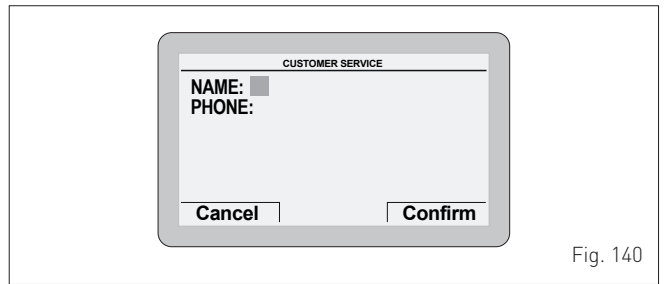 CUSTOMER SERVICE
NAME:
PHONE:
Cancel Confirm
Fig. 140